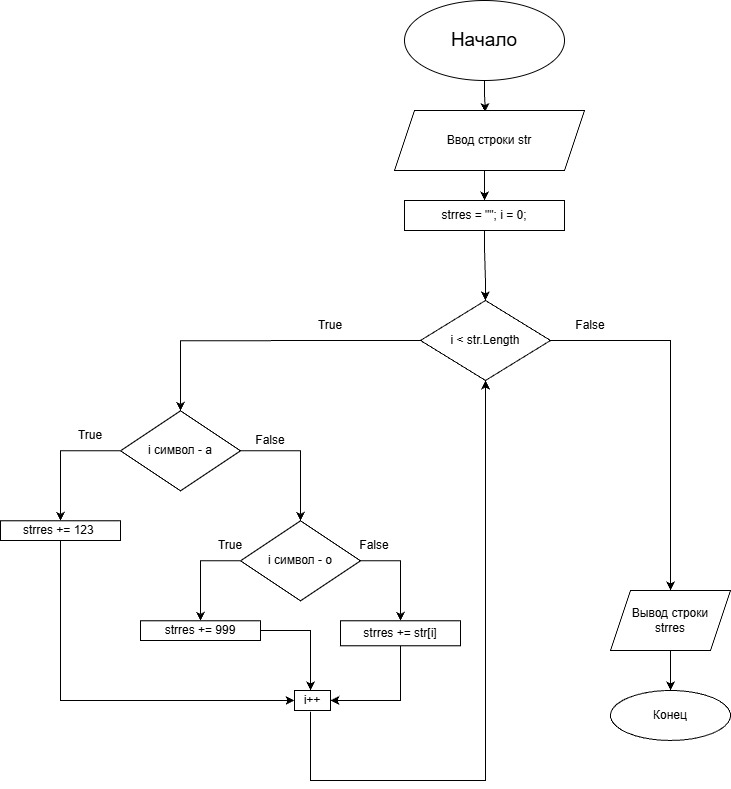 Начало
Ввод строки str
strres = ""; i = 0;
True
i < str.Length
False
True
i символ - а
False
strres += 123
True
i символ - о
False
strres += 999
strres += str[i]
i++
Вывод строки
strres
Конец